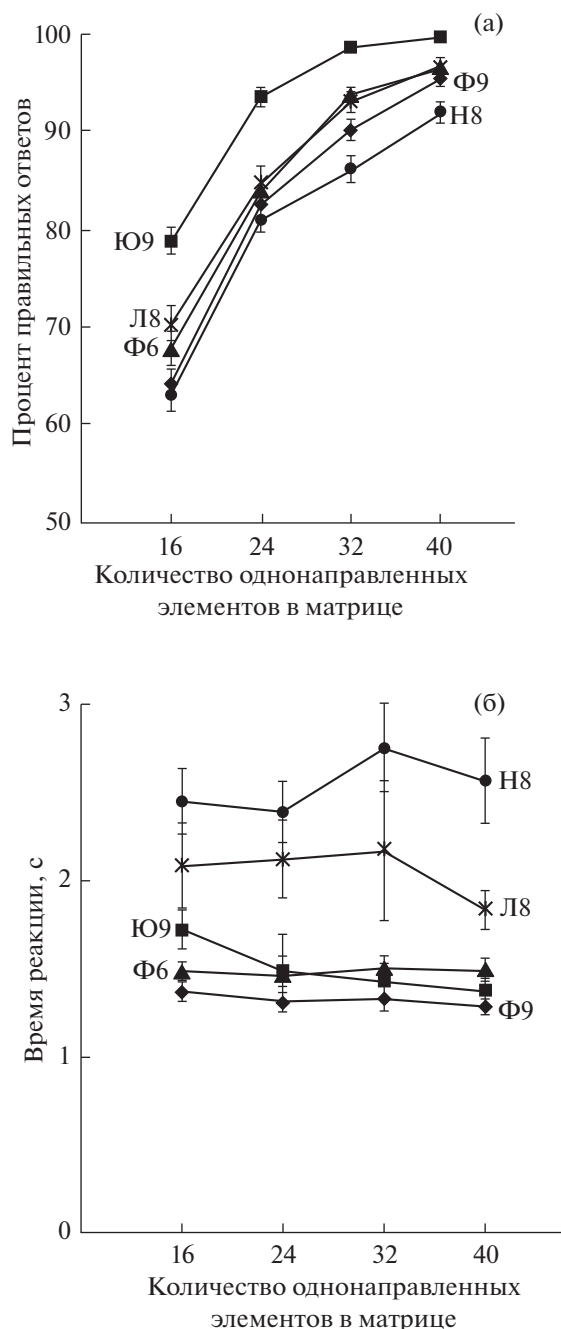 (а)
100
90
80
70
60
50
Процент правильных ответов
Ю9
Л8
Ф6
Ф9
Н8
16 24 32 40
Количество однонаправленных
элементов в матрице
(б)
3
2
1
0
Время реакции, с
Н8
Л8
Ю9
Ф6
Ф9
16 24 32 40
Количество однонаправленных
элементов в матрице